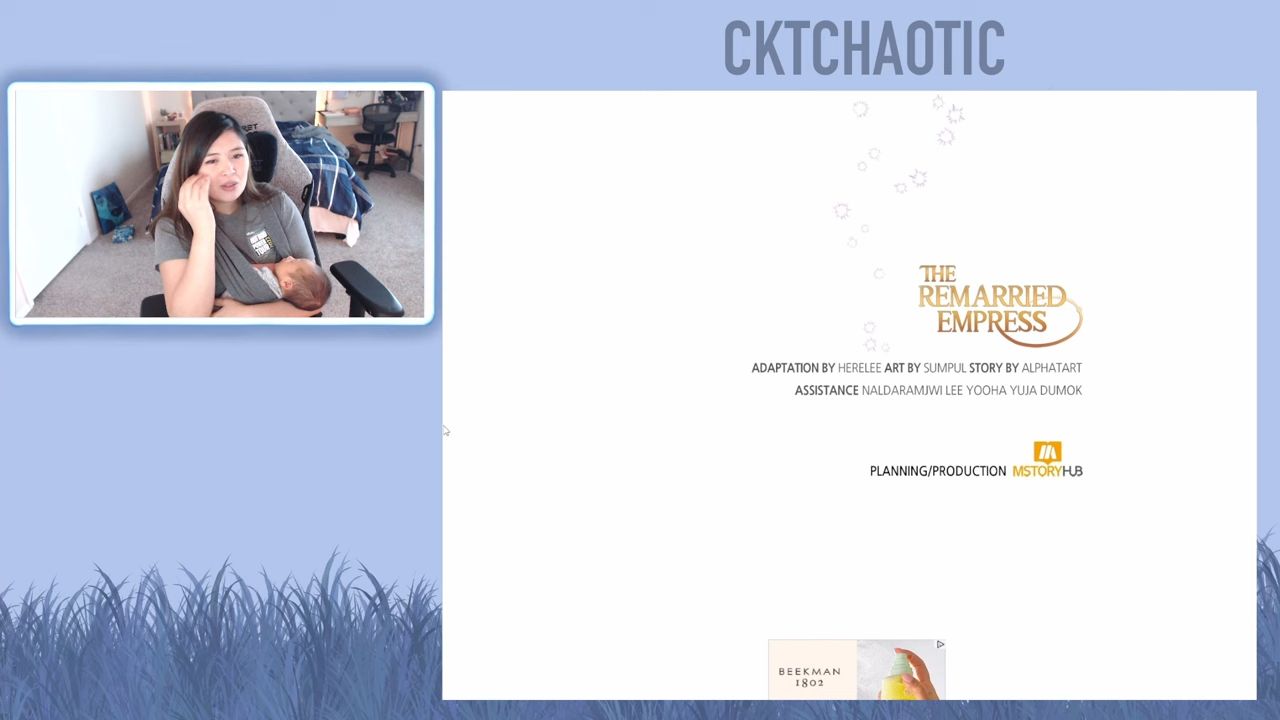 CKTCHAOTIC
THE
REMARRIED
EMPRESS
ADAPTATION BY HERELEE ART BY SUMPUL STORY BY ALPHATART
ASSISTANCE NALDARAMJWI LEE YOOHA YUJA DUMOK
PLANNING/PRODUCTION MSTORYHUB
BEEKMAN
1802